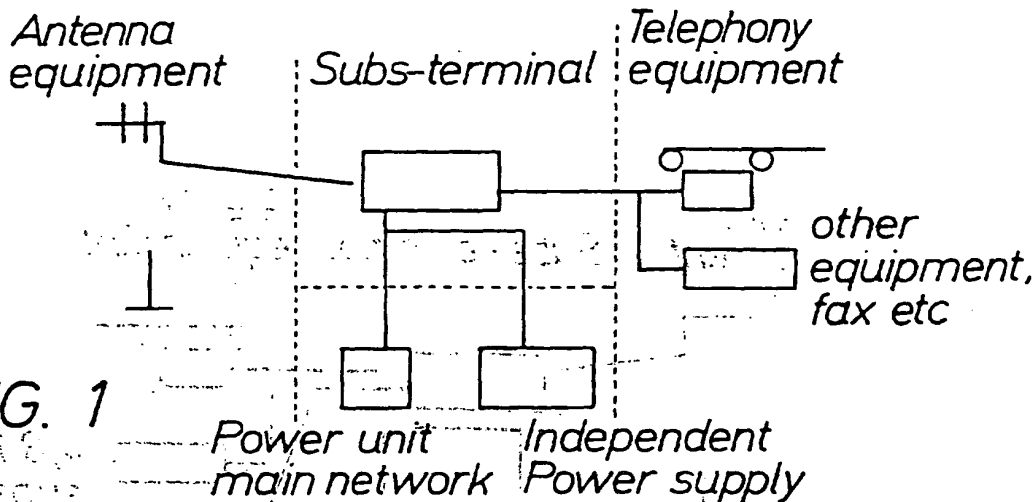 Antenna
equipment
Subs-terminal
Telephony
equipment
other
equipment,
fax etc
G. 1
Power unit
main network
Independent
Power supply